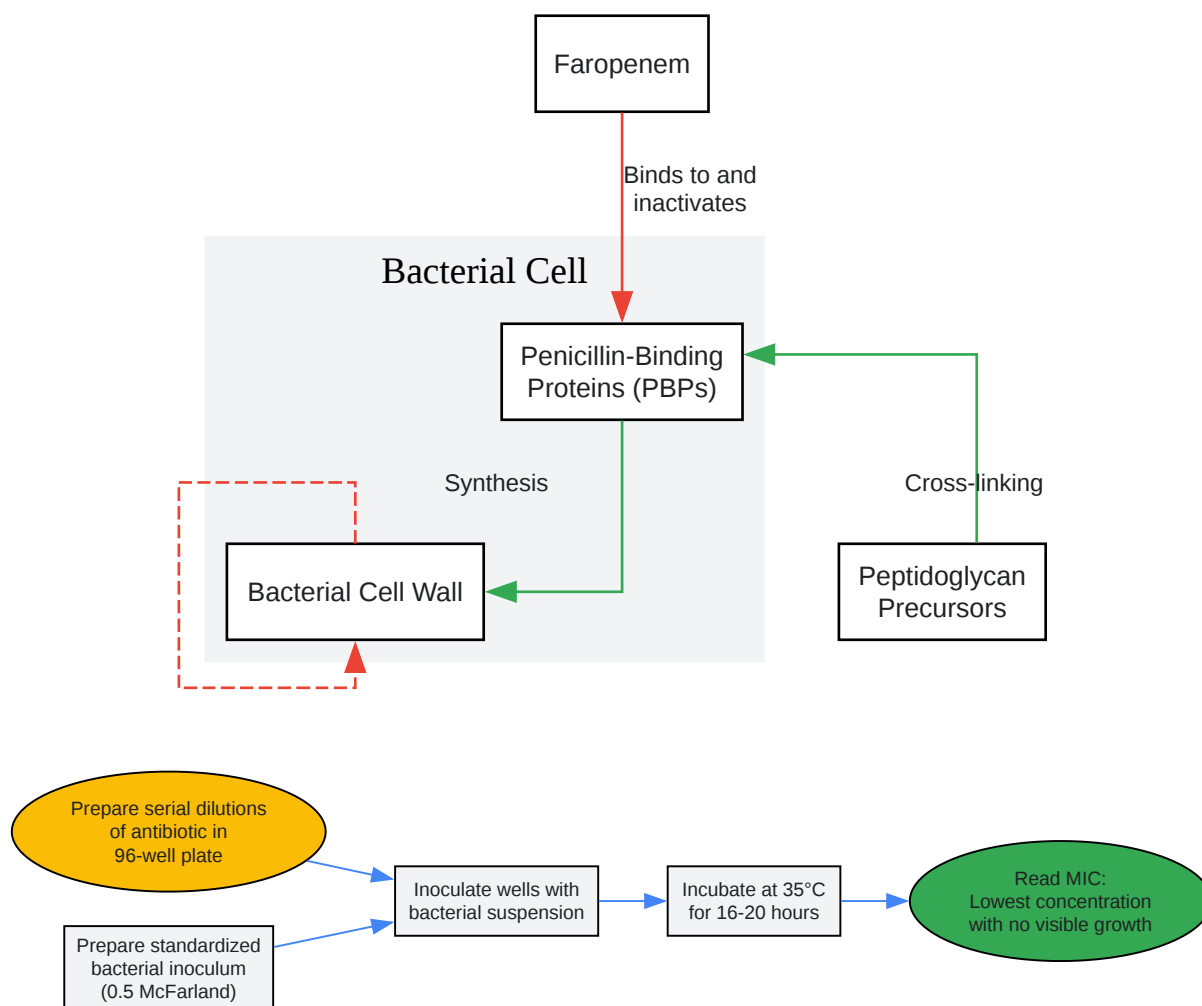 Faropenem
Binds to and
inactivates
Bacterial Cell
Penicillin-Binding
Proteins (PBPs)
Synthesis
Cross-linking
Bacterial Cell Wall
Peptidoglycan
Precursors
Prepare serial dilutions
of antibiotic in
96-well plate
Prepare standardized
bacterial inoculum
(0.5 McFarland)
Inoculate wells with
bacterial suspension
Incubate at 35°C
for 16-20 hours
Read MIC:
Lowest concentration
with no visible growth